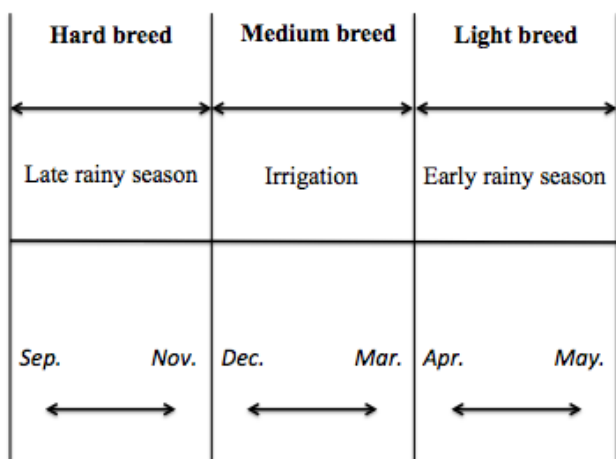 Hard breed
Medium breed
Light breed
Late rainy season
Irrigation
Early rainy season
Sep.
Nov.
Dec.
Mar.
Apr.
May.